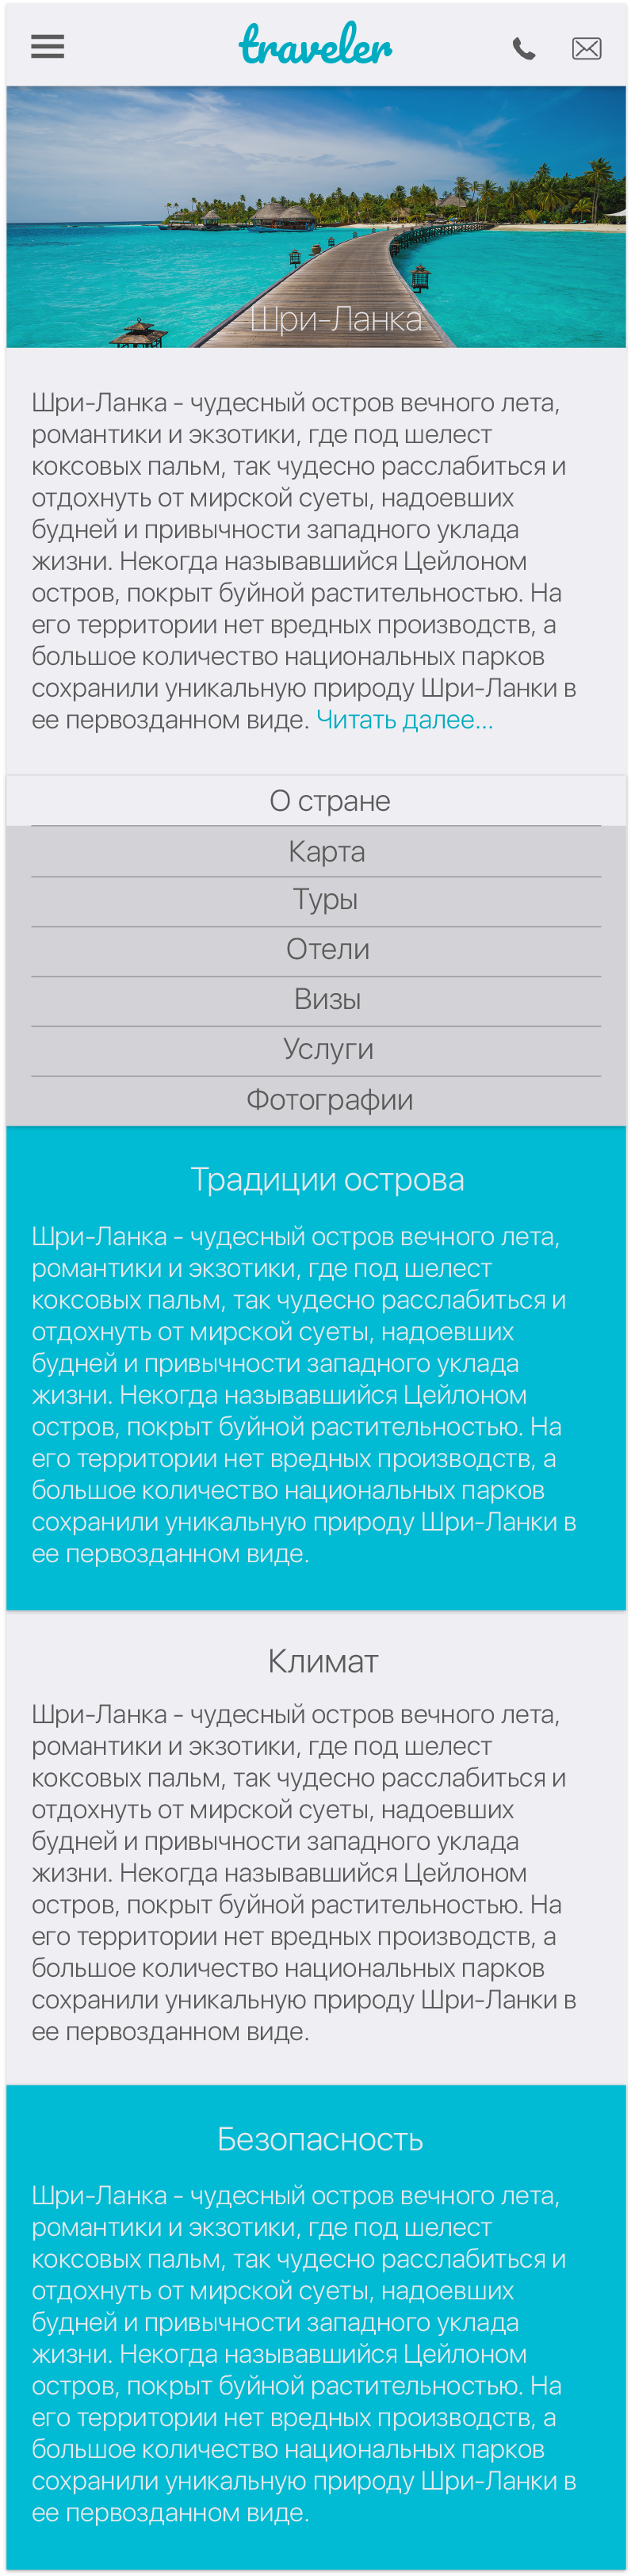 traveler
Шри-Ланка
Шри-Ланка - чудесный остров вечного лета,
романтики и экзотики, где под шелест
коксовых пальм, так чудесно расслабиться и
отдохнуть от мирской суеты, надоевших
будней и привычности западного уклада
жизни. Некогда называвшийся Цейлоном
остров, покрыт буйной растительностью. На
его территории нет вредных производств, а
большое количество национальных парков
сохранили уникальную природу Шри-Ланки в
ее первозданном виде. Читать далее...
О стране
Карта
Туры
Отели
Визы
Услуги
Фотографии
Традиции острова
Шри-Ланка - чудесный остров вечного лета,
романтики и экзотики, где под шелест
коксовых пальм, так чудесно расслабиться и
отдохнуть от мирской суеты, надоевших
будней и привычности западного уклада
жизни. Некогда называвшийся Цейлоном
остров, покрыт буйной растительностью. На
его территории нет вредных производств, а
большое количество национальных парков
сохранили уникальную природу Шри-Ланки в
ее первозданном виде.
Климат
Шри-Ланка - чудесный остров вечного лета,
романтики и экзотики, где под шелест
коксовых пальм, так чудесно расслабиться и
отдохнуть от мирской суеты, надоевших
будней и привычности западного уклада
жизни. Некогда называвшийся Цейлоном
остров, покрыт буйной растительностью. На
его территории нет вредных производств, а
большое количество национальных парков
сохранили уникальную природу Шри-Ланки в
ее первозданном виде.
Безопасность
Шри-Ланка - чудесный остров вечного лета,
романтики и экзотики, где под шелест
коксовых пальм, так чудесно расслабиться и
отдохнуть от мирской суеты, надоевших
будней и привычности западного уклада
жизни. Некогда называвшийся Цейлоном
остров, покрыт буйной растительностью. На
его территории нет вредных производств, а
большое количество национальных парков
сохранили уникальную природу Шри-Ланки в
ее первозданном виде.